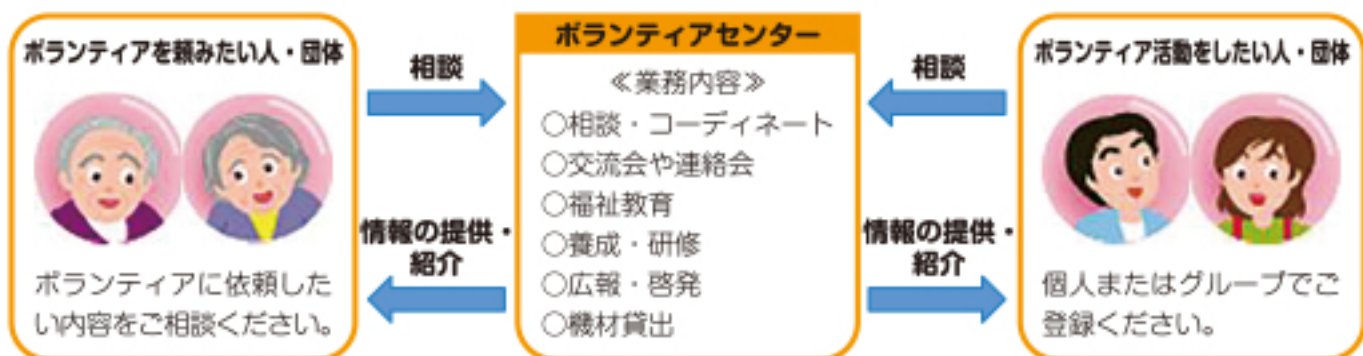 ボランティアを頼みたい人・団体
ボランティアに依頼した
い内容をご相談ください。
相談
情報の提供・
紹介
ボランティアセンター
≪業務内容≫
○相談・コーディネート
○交流会や連絡会
○福祉教育
○養成・研修
○広報・啓発
○機材貸出
相談
情報の提供・
紹介
ボランティア活動をしたい人・団体
個人またはグループでご
登録ください。